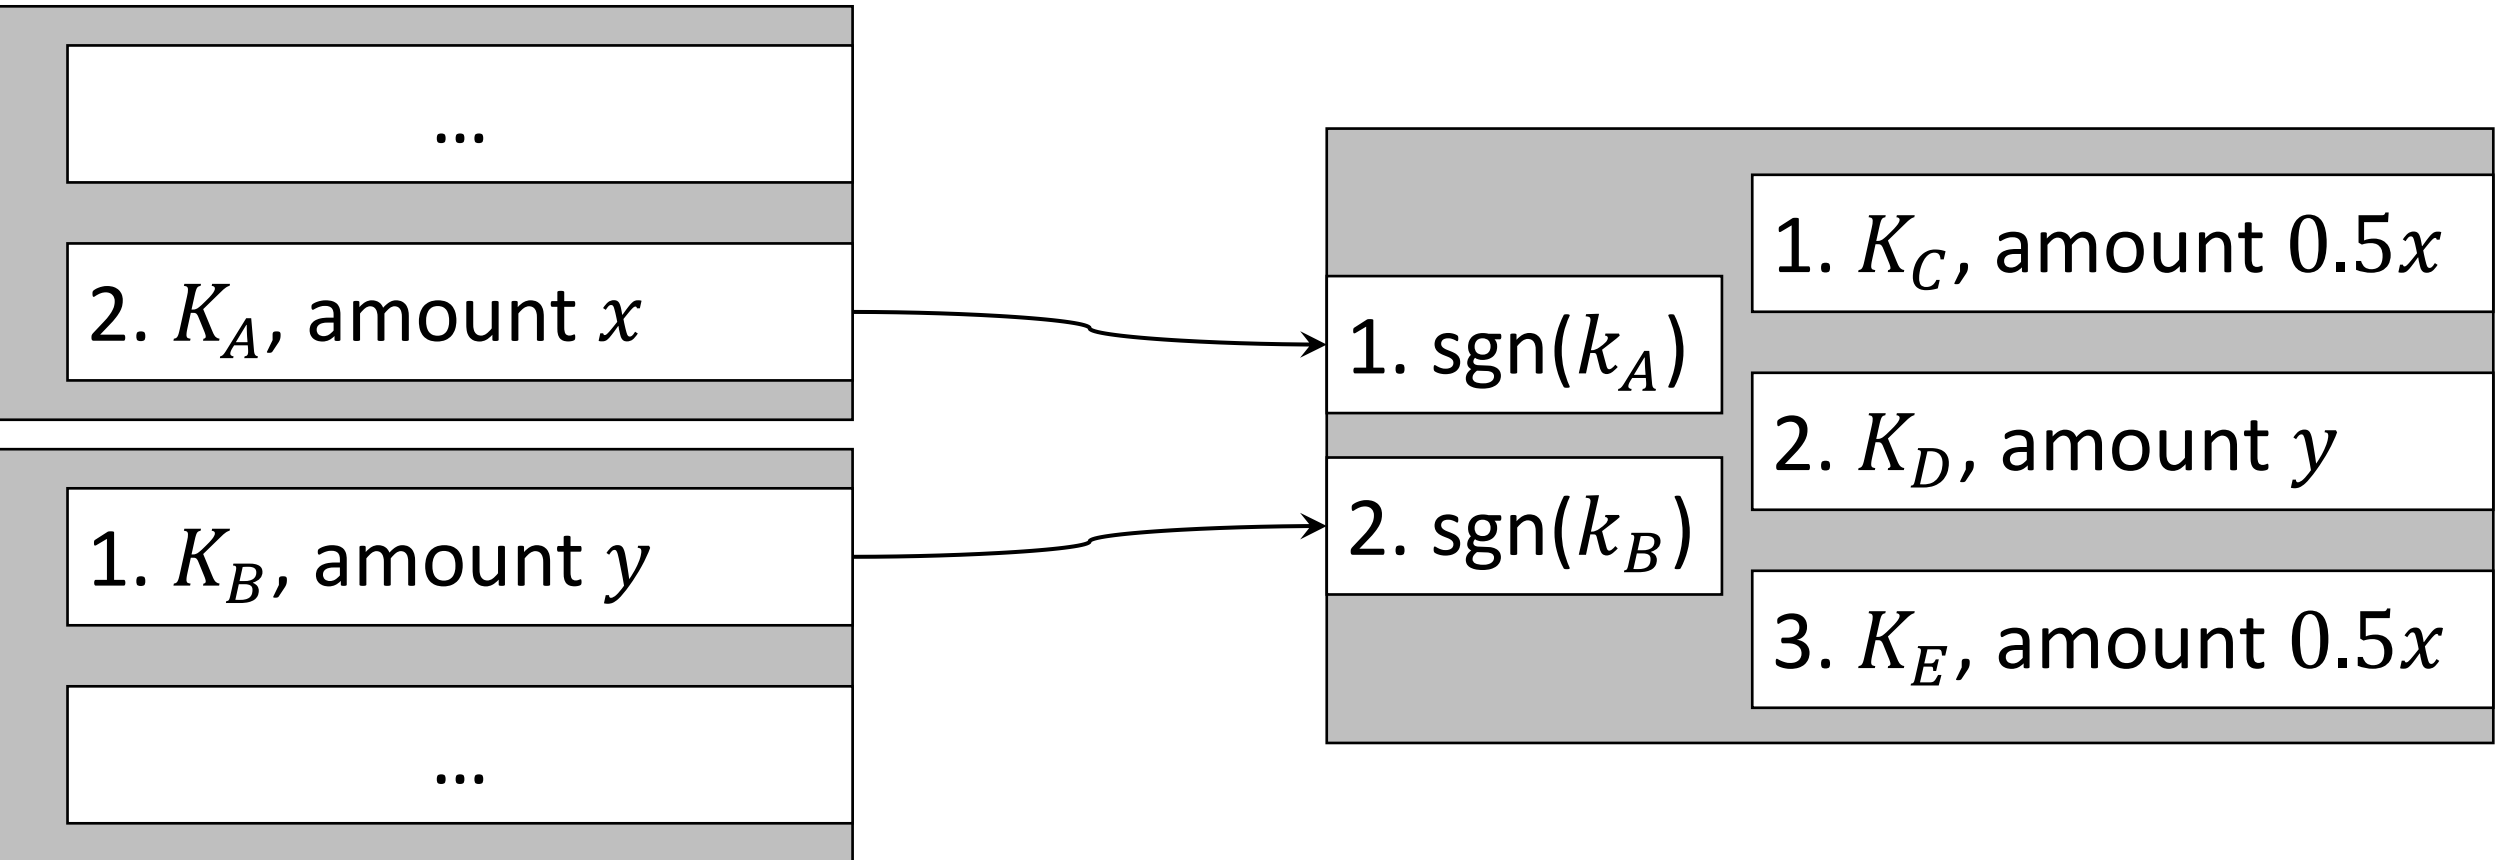 ...
2. K_A, amount x
1. K_B, amount y
...
1. sgn(k_A)
2. sgn(k_B)
1. K_C, amount 0.5x
2. K_D, amount y
3. K_E, amount 0.5x